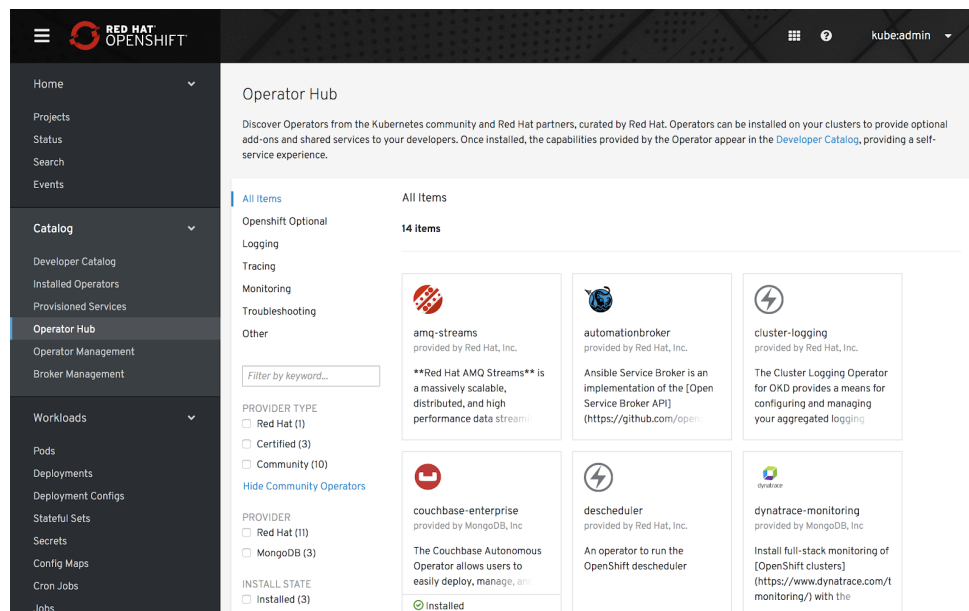 RED HAT
OPENSHIFT
kube:admin
Home
Projects
Status
Search
Events
Catalog
Developer Catalog
Installed Operators
Provisioned Services
Operator Hub
Operator Management
Broker Management
Workloads
Pods
Deployments
Deployment Configs
Stateful Sets
Secrets
Config Maps
Cron Jobs
Jobs
Operator Hub
Discover Operators from the Kubernetes community and Red Hat partners, curated by Red Hat. Operators can be installed on your clusters to provide optional
add-ons and shared services to your developers. Once installed, the capabilities provided by the Operator appear in the Developer Catalog, providing a self-
service experience.
All Items
Openshift Optional
Logging
Tracing
Monitoring
Troubleshooting
Other
Filter by keyword...
PROVIDER TYPE
Red Hat (1)
Certified (3)
Community (10)
Hide Community Operators
PROVIDER
Red Hat (11)
MongoDB (3)
INSTALL STATE
Installed (3)
All Items
14 items
amq-streams
provided by Red Hat, Inc.
**Red Hat AMQ Streams** is
a massively scalable,
distributed, and high
performance data stream
automationbroker
provided by Red Hat, Inc.
Ansible Service Broker is an
implementation of the [Open
Service Broker API]
(https://github.com/open
cluster-logging
provided by Red Hat, Inc.
The Cluster Logging Operator
for OKD provides a means for
configuring and managing
your aggregated logging
couchbase-enterprise
provided by MongoDB, Inc
The Couchbase Autonomous
Operator allows users to
easily deploy, manage, an
Installed
descheduler
provided by Red Hat, Inc.
An operator to run the
OpenShift descheduler
dynatrace
dynatrace-monitoring
provided by MongoDB, Inc
Install full-stack monitoring of
[OpenShift clusters]
(https://www.dynatrace.com/t
monitoring/) with the